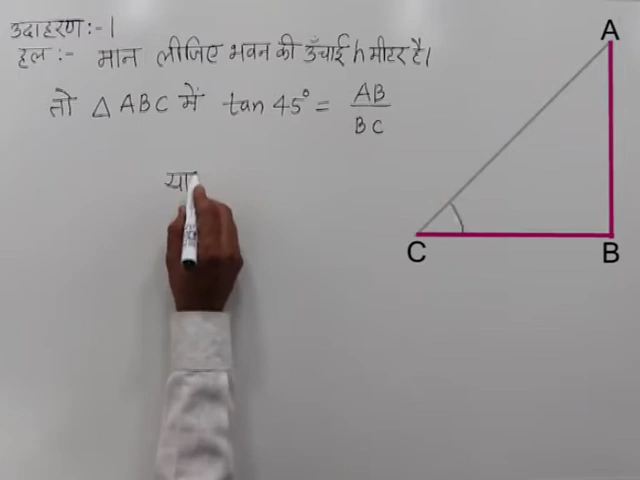 उदाहरण:- 1
हल:- मान लीजिए भवन की ऊँचाई h मीटर है।
तो △ ABC में tan 45° = AB/BC
या
A
C
B